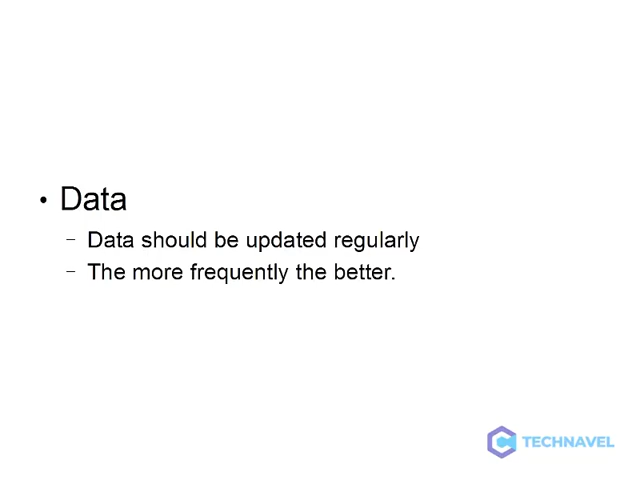 • Data
– Data should be updated regularly
– The more frequently the better.
TECHNAVEL